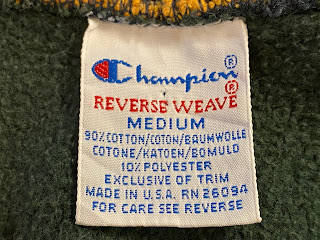 Champion®
REVERSE WEAVE®
MEDIUM
90% COTTON/COTON/BAUMWOLLE
COTONE/KATOEN/BOMULD
10% POLYESTER
EXCLUSIVE OF TRIM
MADE IN U.S.A. RN 26094
FOR CARE SEE REVERSE